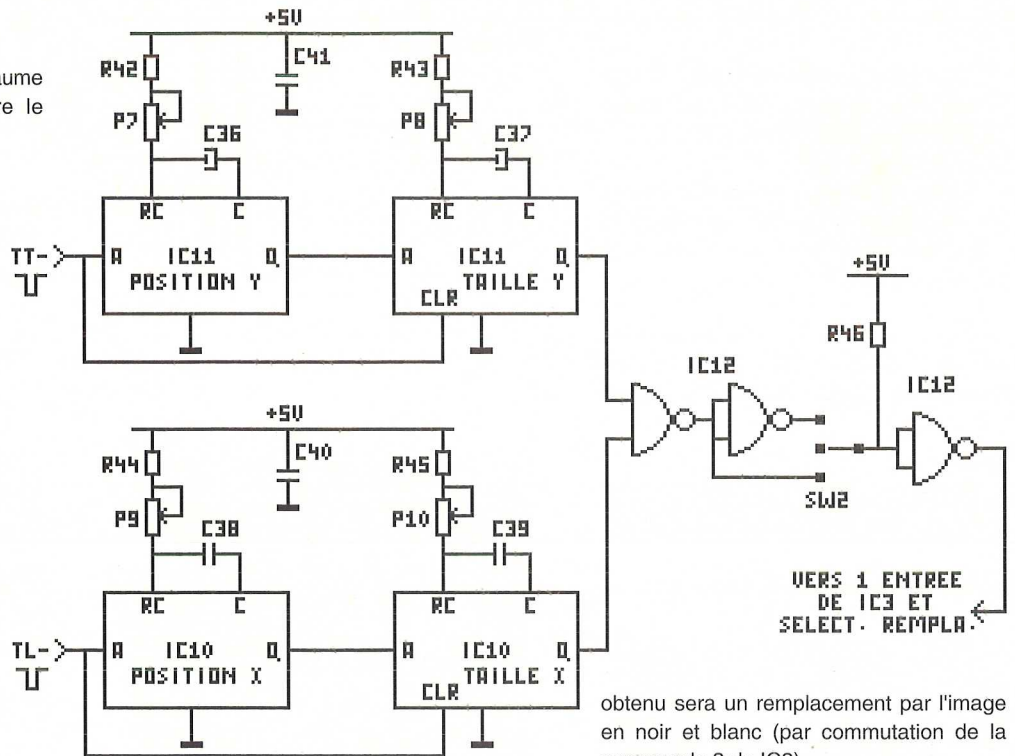 aume
re le
+5V
R42
C41
R43
P7
P8
C36
C37
RC C
RC C
TT-
A IC11 Q
POSITION Y
A IC11 Q
TAILLE Y
CLR
+5V
R46
IC12
IC12
SW2
+5V
R44
C40
R45
P9
P10
C38
C39
RC C
RC C
TL-
A IC10 Q
POSITION X
A IC10 Q
TAILLE X
CLR
VERS 1 ENTREE
DE IC3 ET
SELECT. REMPLA.
obtenu sera un remplacement par l'image
en noir et blanc (par commutation de la